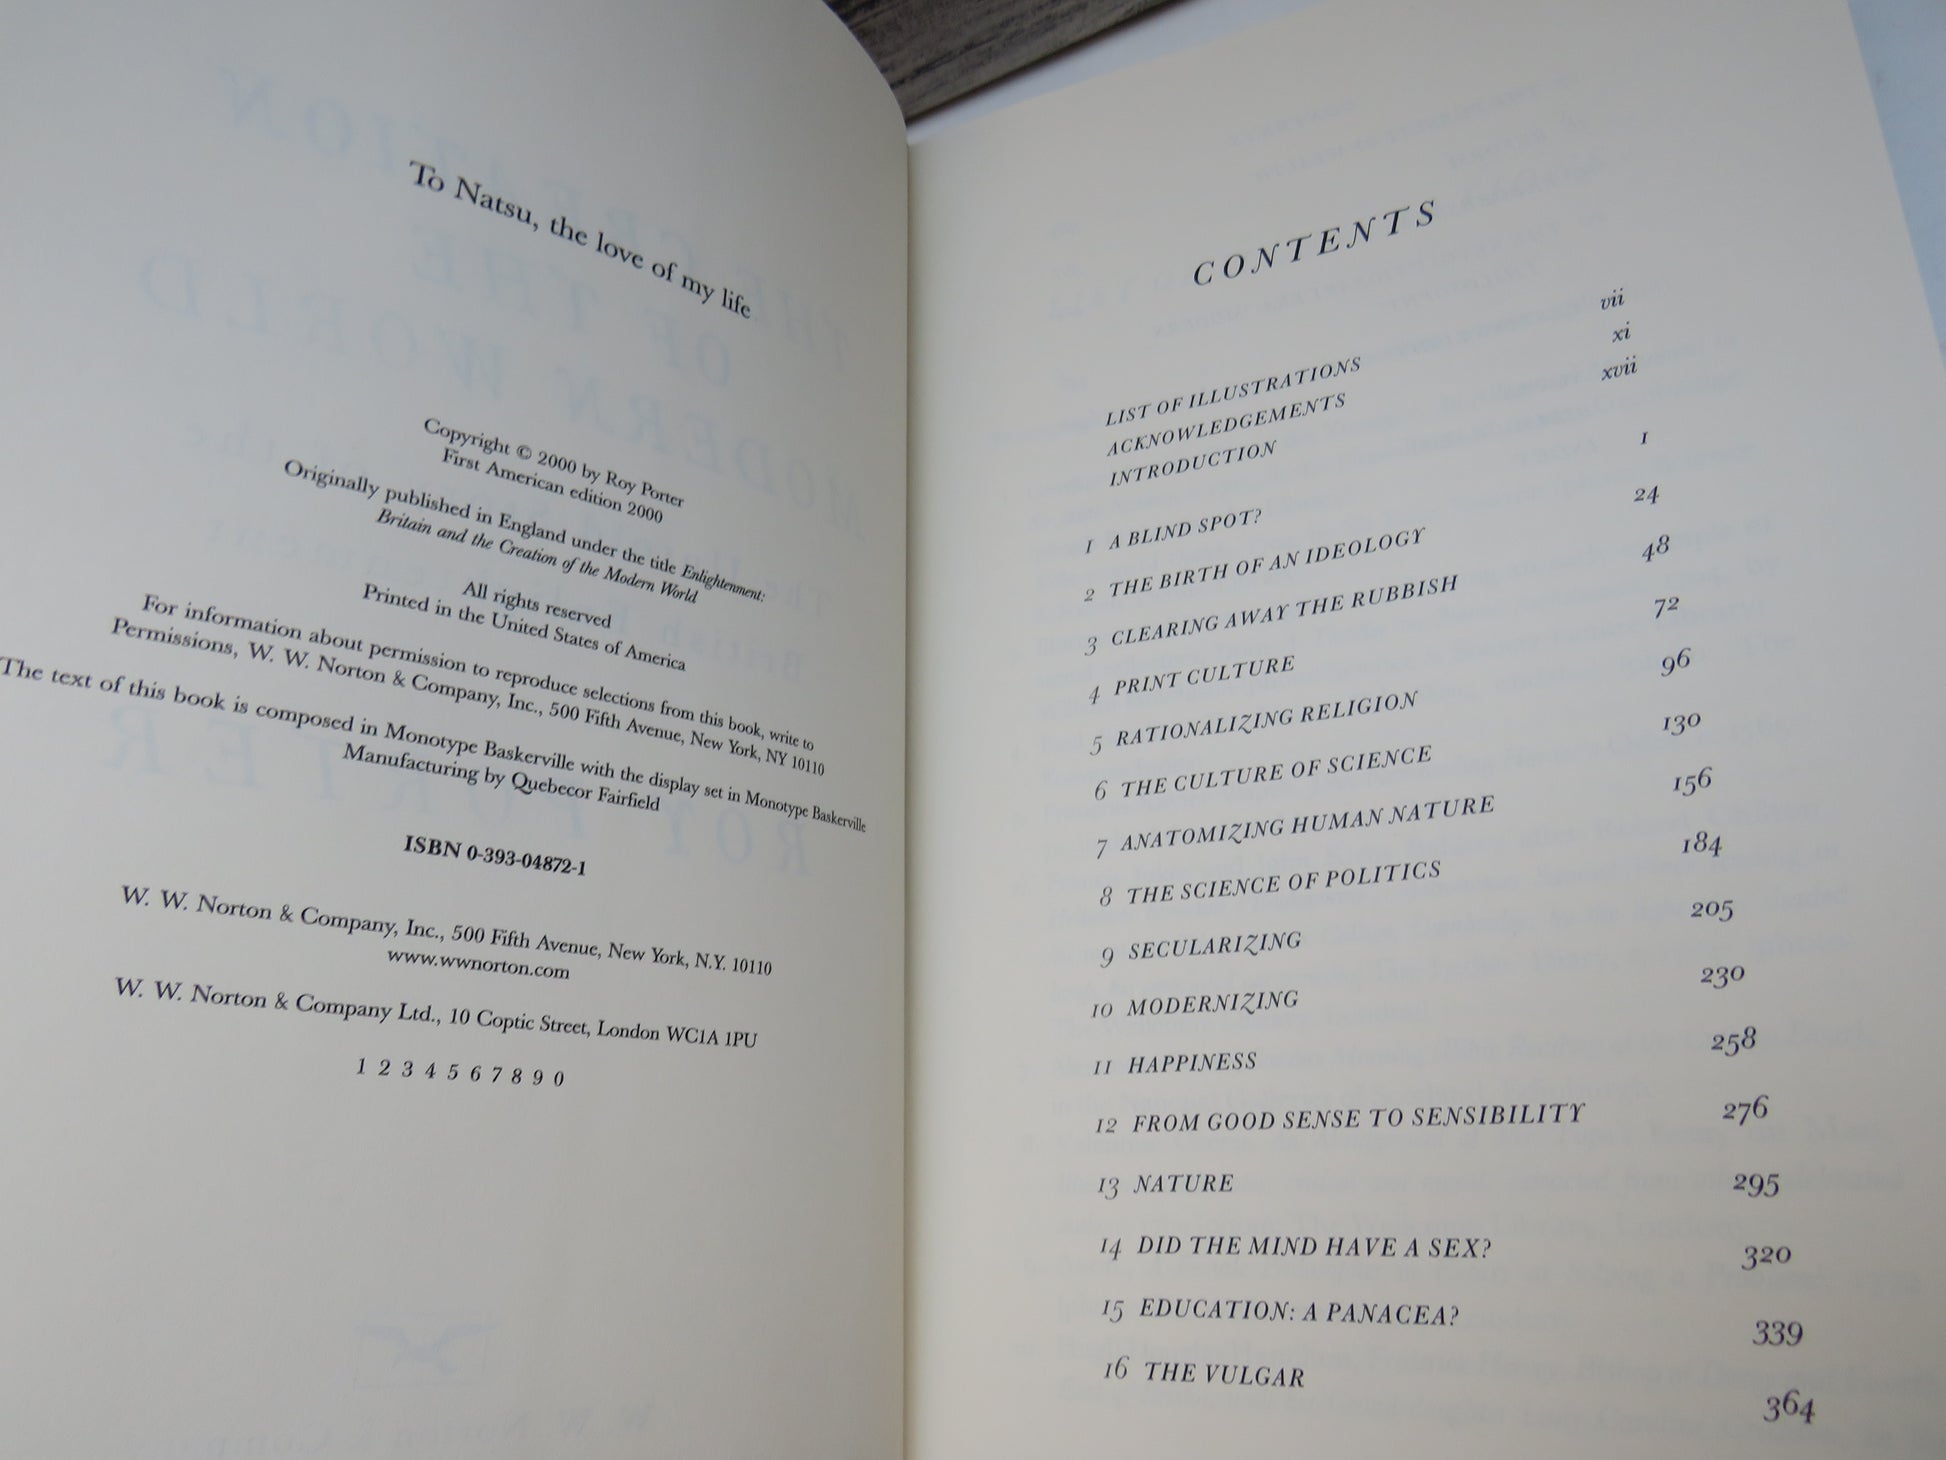 To Natsu, the love of my life
Copyright © 2000 by Roy Porter
First American edition 2000
Originally published in England under the title Enlightenment:
Britain and the Creation of the Modern World
All rights reserved
Printed in the United States of America
For information about permission to reproduce selections from this book, write to
Permissions, W. W. Norton & Company, Inc., 500 Fifth Avenue, New York, NY 10110
The text of this book is composed in Monotype Baskerville with the display set in Monotype Baskerville
Manufacturing by Quebecor Fairfield
ISBN 0-393-04872-1
W. W. Norton & Company, Inc., 500 Fifth Avenue, New York, N.Y. 10110
www.wwnorton.com
W. W. Norton & Company Ltd., 10 Coptic Street, London WC1A 1PU
1 2 3 4 5 6 7 8 9 0
CONTENTS
LIST OF ILLUSTRATIONS vii
ACKNOWLEDGEMENTS xi
INTRODUCTION xvii
1 A BLIND SPOT? 1
2 THE BIRTH OF AN IDEOLOGY 24
3 CLEARING AWAY THE RUBBISH 48
4 PRINT CULTURE 72
5 RATIONALIZING RELIGION 96
6 THE CULTURE OF SCIENCE 130
7 ANATOMIZING HUMAN NATURE 156
8 THE SCIENCE OF POLITICS 184
9 SECULARIZING 205
10 MODERNIZING 230
11 HAPPINESS 258
12 FROM GOOD SENSE TO SENSIBILITY 276
13 NATURE 295
14 DID THE MIND HAVE A SEX? 320
15 EDUCATION: A PANACEA? 339
16 THE VULGAR 364